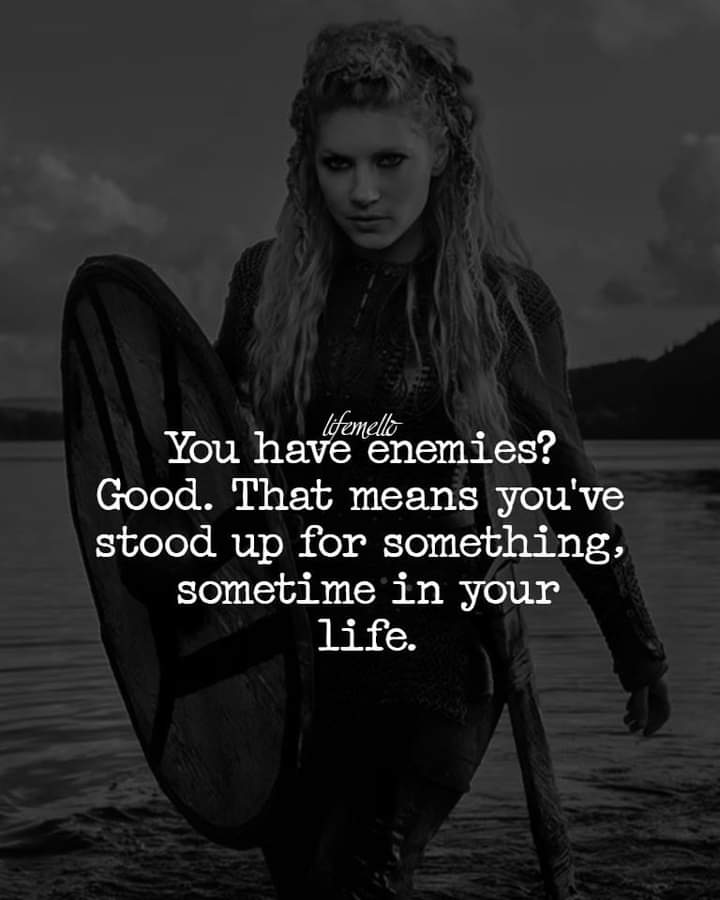 lifemello
You have enemies?
Good. That means you've
stood up for something,
sometime in your
life.